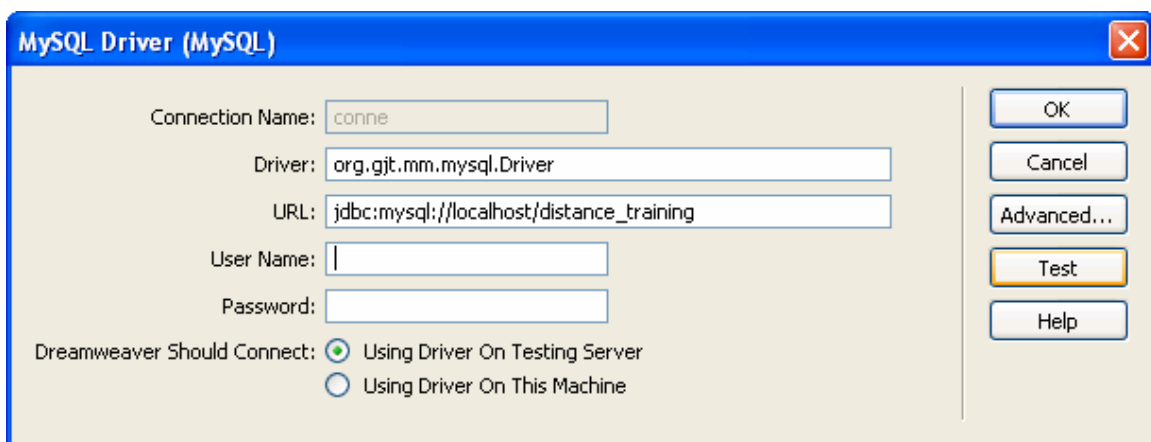 MySQL Driver (MySQL)
Connection Name: conne
OK
Driver: org.gjt.mm.mysql.Driver
Cancel
URL: jdbc:mysql://localhost/distance_training
Advanced...
User Name:
Test
Password:
Help
Dreamweaver Should Connect: Using Driver On Testing Server
Using Driver On This Machine